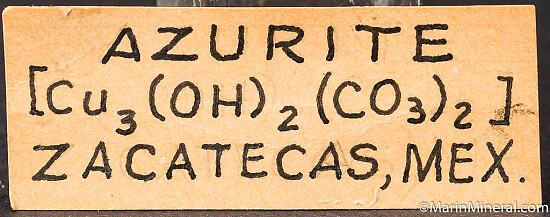 AZURITE
[Cu₃(OH)₂(CO₃)₂]
ZACATECAS, MEX.
©MarinMineral.com